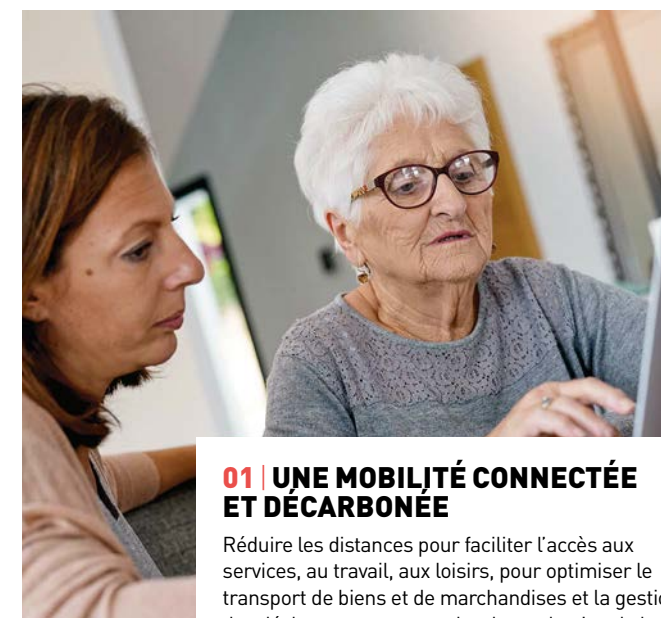 01 | UNE MOBILITÉ CONNECTÉE
ET DÉCARBONÉE
Réduire les distances pour faciliter l'accès aux
services, au travail, aux loisirs, pour optimiser le
transport de biens et de marchandises et la